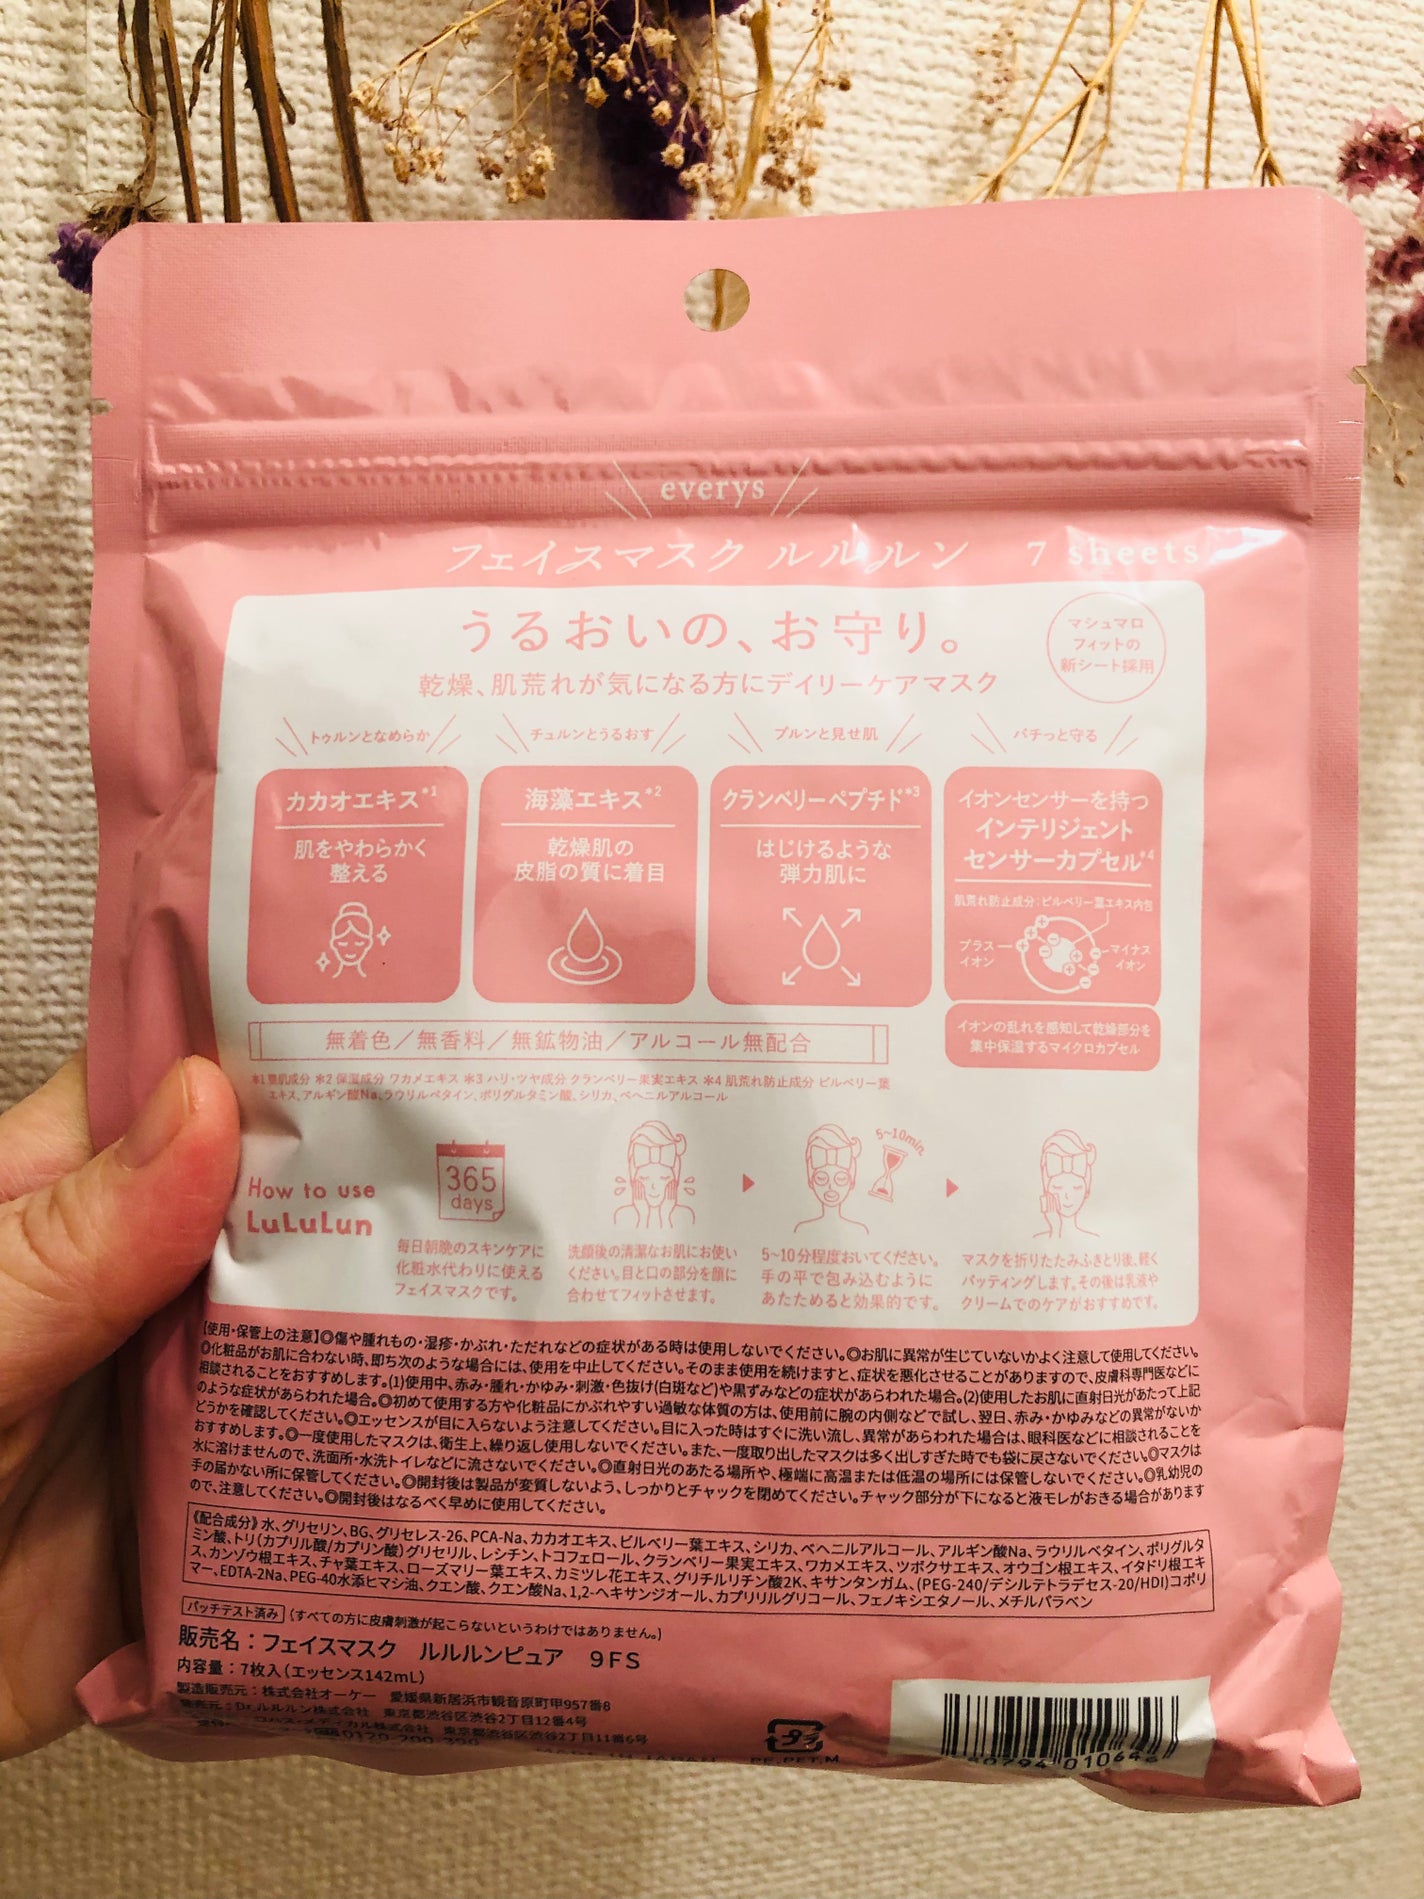 everys
フェイスマスク ルルルン 7 sheets
うるおいの、お守り。
乾燥、肌荒れが気になる方にデイリーケアマスク
マシュマロ
フィットの
新シート採用
トゥルンとなめらか
カカオエキス*1
肌をやわらかく
整える
チュルンとうるおす
海藻エキス*2
乾燥肌の
皮脂の質に着目
プルンと見せ肌
クランベリーペプチド*3
はじけるような
弾力肌に
バチっと守る
イオンセンサーを持つ
インテリジェント
センサーカプセル*4
肌荒れ防止成分:ビルベリー葉エキス内包
プラス
イオン
マイナス
イオン
イオンの乱れを感知して乾燥部分を
集中保湿するマイクロカプセル
無着色/無香料/無鉱物油/アルコール無配合
*1 整肌成分 *2 保湿成分 ワカメエキス *3 ハリ・ツヤ成分 クランベリー果実エキス *4 肌荒れ防止成分 ビルベリー葉
エキス、アルギン酸Na、ラウリルベタイン、ポリグルタミン酸、シリカ、ベヘニルアルコール
How to use
LuLuLun
365
days
毎日朝晩のスキンケアに
化粧水代わりに使える
フェイスマスクです。
洗顔後の清潔なお肌にお使い
ください。目と口の部分を顔に
合わせてフィットさせます。
5~10min.
5~10分程度おいてください。
手の平で包み込むように
あたためると効果的です。
マスクを折りたたみふきとり後、軽く
パッティングします。その後は乳液や
クリームでのケアがおすすめです。
【使用・保管上の注意】◎傷や腫れもの・湿疹・かぶれ・ただれなどの症状がある時は使用しないでください。◎お肌に異常が生じていないかよく注意して使用してください。
◎化粧品がお肌に合わない時、即ち次のような場合には、使用を中止してください。そのまま使用を続けますと、症状を悪化させることがありますので、皮膚科専門医などに
相談されることをおすすめします。(1)使用中、赤み・腫れ・かゆみ・刺激・色抜け(白斑など)や黒ずみなどの症状があらわれた場合。(2)使用したお肌に直射日光があたって上記
のような症状があらわれた場合。◎初めて使用する方や化粧品にかぶれやすい過敏な体質の方は、使用前に腕の内側などで試し、翌日、赤み・かゆみなどの異常がないか
どうかを確認してください。◎エッセンスが目に入らないよう注意してください。目に入った時はすぐに洗い流し、異常があらわれた場合は、眼科医などに相談されることを
おすすめします。◎一度使用したマスクは、衛生上、繰り返し使用しないでください。また、一度取り出したマスクは多く出しすぎた時でも袋に戻さないでください。◎マスクは
水に溶けませんので、洗面所・水洗トイレなどに流さないでください。◎直射日光のあたる場所や、極端に高温または低温の場所には保管しないでください。◎乳幼児の
手の届かない所に保管してください。◎開封後は製品が変質しないよう、しっかりとチャックを閉めてください。チャック部分が下になると液モレがおきる場合があります
ので、注意してください。◎開封後はなるべく早めに使用してください。
《配合成分》水、グリセリン、BG、グリセレス-26、PCA-Na、カカオエキス、ビルベリー葉エキス、シリカ、ベヘニルアルコール、アルギン酸Na、ラウリルベタイン、ポリグルタ
ミン酸、トリ(カプリル酸/カプリン酸)グリセリル、レシチン、トコフェロール、クランベリー果実エキス、ワカメエキス、ツボクサエキス、オウゴン根エキス、イタドリ根エキ
ス、カンゾウ根エキス、チャ葉エキス、ローズマリー葉エキス、カミツレ花エキス、グリチルリチン酸2K、キサンタンガム、(PEG-240/デシルテトラデセス-20/HDI)コポリ
マー、EDTA-2Na、PEG-40水添ヒマシ油、クエン酸、クエン酸Na、1,2-ヘキサンジオール、カプリリルグリコール、フェノキシエタノール、メチルパラベン
パッチテスト済み (すべての方に皮膚刺激が起こらないというわけではありません。)
販売名:フェイスマスク ルルルンピュア 9FS
内容量:7枚入(エッセンス142mL)
製造販売元:株式会社オーケー 愛媛県新居浜市観音原町甲957番8
発売元:Dr.ルルルン株式会社 東京都渋谷区渋谷2丁目12番4号
ロハス・メディカル株式会社 東京都渋谷区渋谷2丁目11番6号
プラ
PE,PET,M